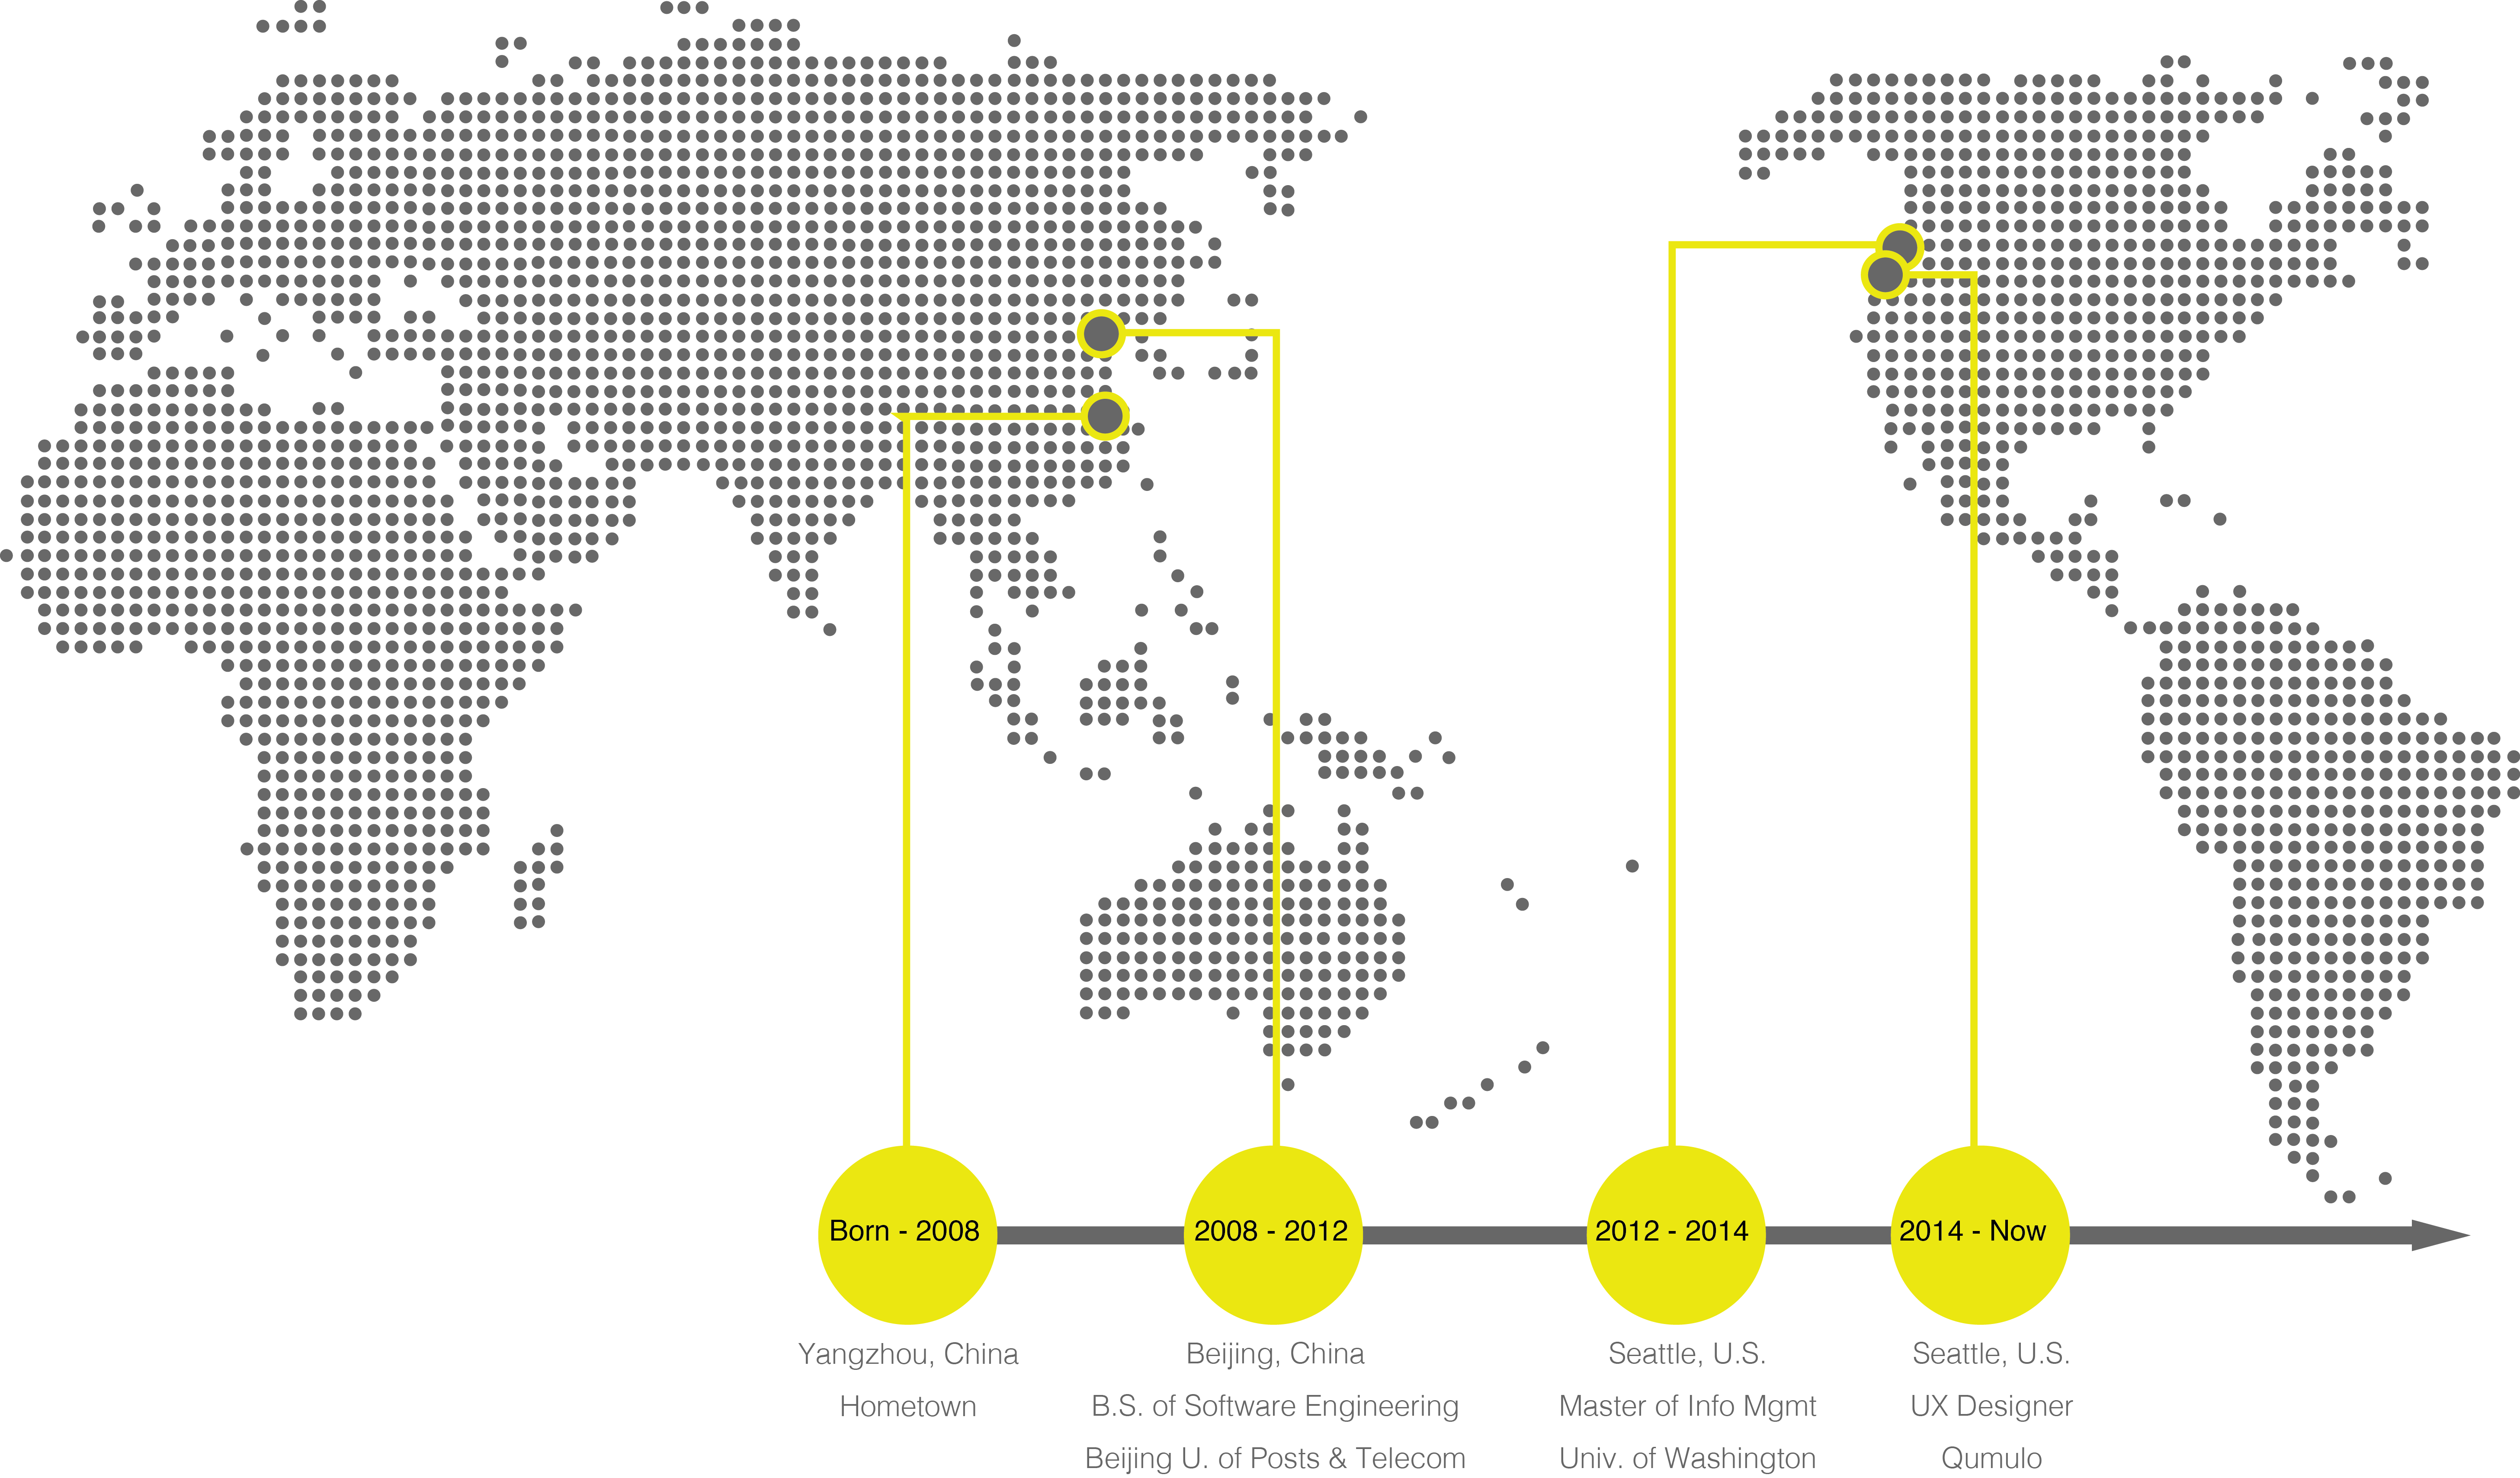 Born - 2008
2008 - 2012
2012 - 2014
2014 - Now
Yangzhou, China
Hometown
Beijing, China
B.S. of Software Engineering
Beijing U. of Posts & Telecom
Seattle, U.S.
Master of Info Mgmt
Univ. of Washington
Seattle, U.S.
UX Designer
Qumulo